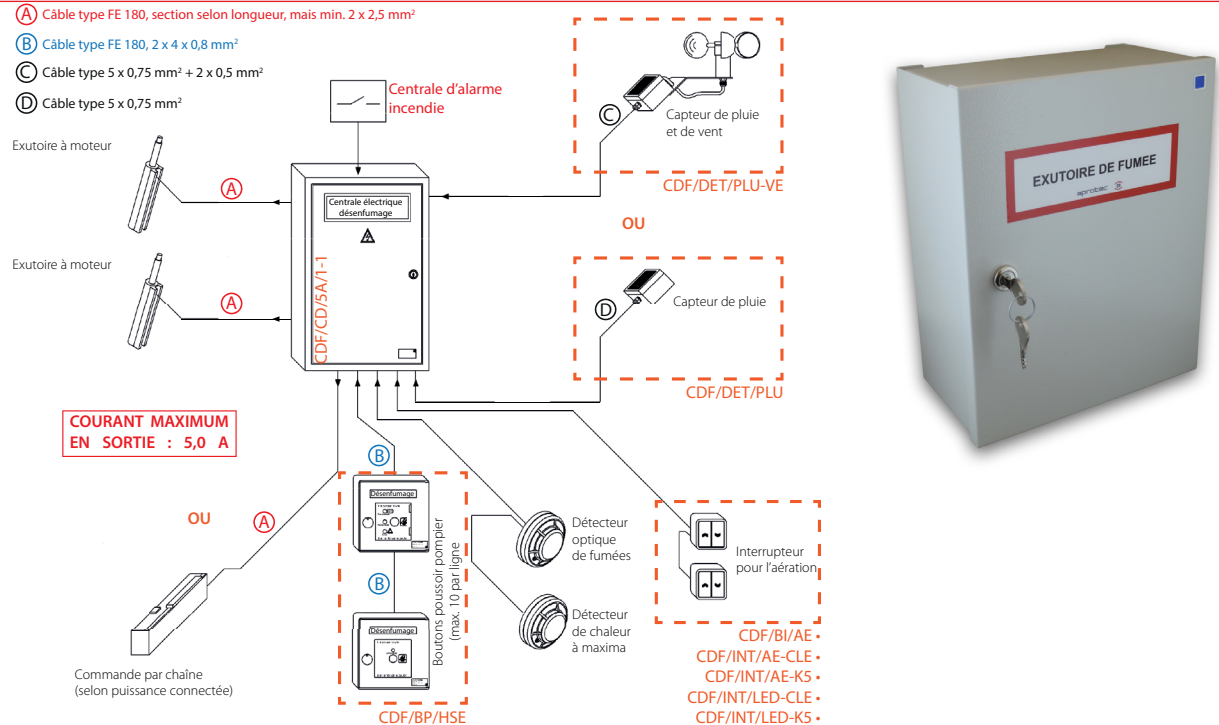 A Câble type FE 180, section selon longueur, mais min. 2 x 2,5 mm²
B Câble type FE 180, 2 x 4 x 0,8 mm²
C Câble type 5 x 0,75 mm² + 2 x 0,5 mm²
D Câble type 5 x 0,75 mm²
Centrale d'alarme
incendie
C
Capteur de pluie
et de vent
CDF/DET/PLU-VE
Exutoire à moteur
A
Centrale électrique
désenfumage
CDF/CD/5A/1-1
OU
Exutoire à moteur
A
D
Capteur de pluie
CDF/DET/PLU
COURANT MAXIMUM
EN SORTIE : 5,0 A
B
OU
A
Désenfumage
B
Désenfumage
Boutons poussoir pompier
(max. 10 par ligne)
CDF/BP/HSE
Détecteur
optique
de fumées
Détecteur
de chaleur
à maxima
Interrupteur
pour l'aération
CDF/BI/AE •
CDF/INT/AE-CLE •
CDF/INT/AE-K5 •
CDF/INT/LED-CLE •
CDF/INT/LED-K5 •
Commande par chaîne
(selon puissance connectée)
EXUTOIRE DE FUMEE
aprotec